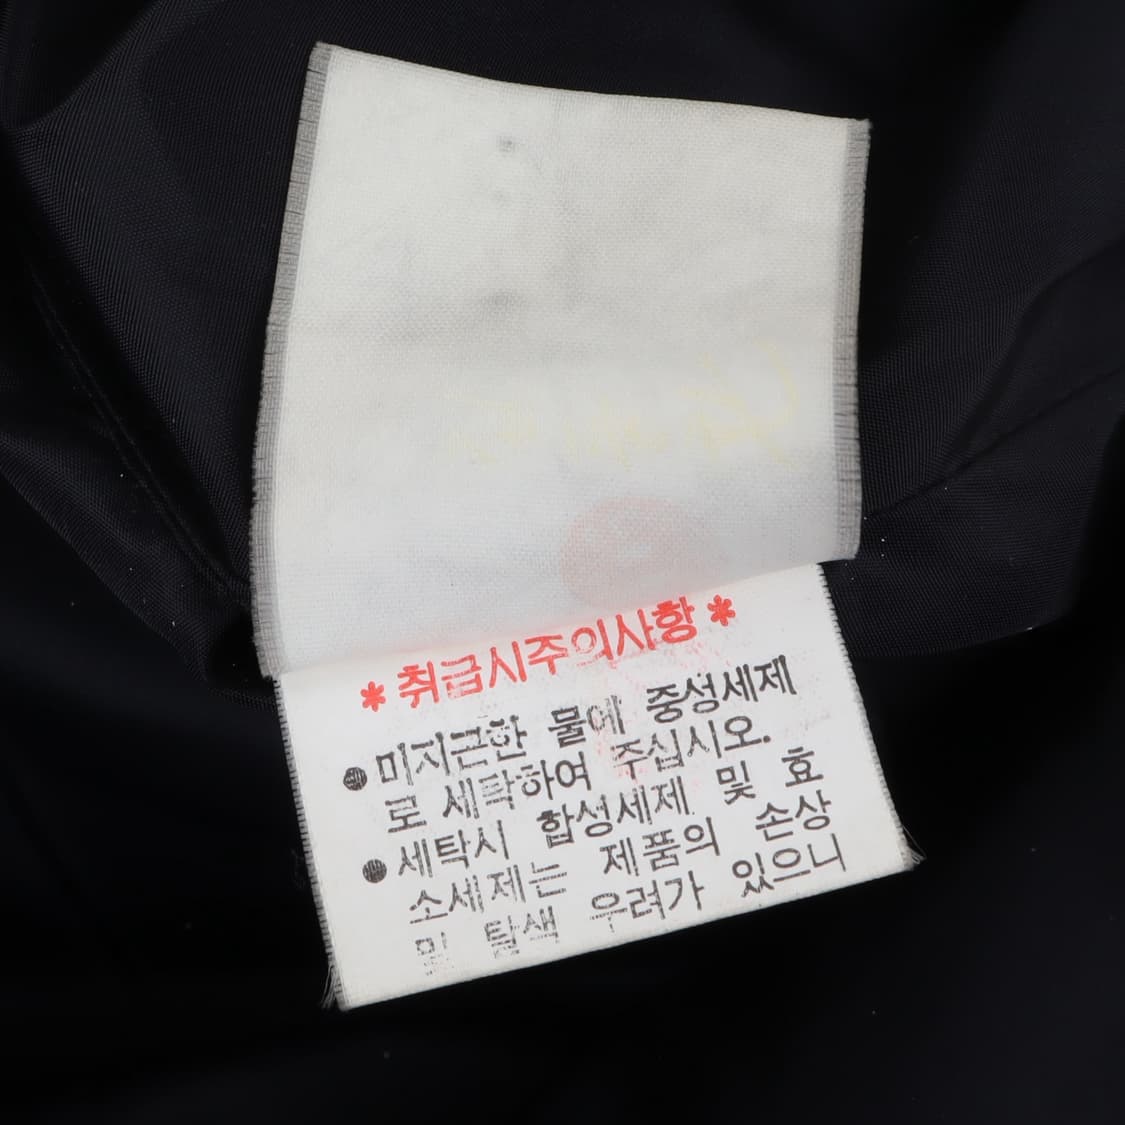 * 취급시주의사항 *
● 미지근한 물에 중성세제
로 세탁하여 주십시오.
● 세탁시 합성세제 및 효
소세제는 제품의 손상
및 탈색 우려가 있으니